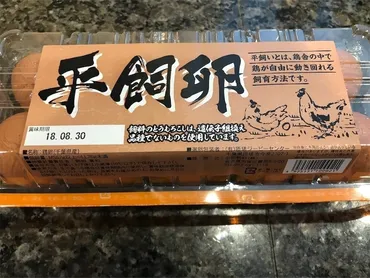 平飼卵
平飼いとは、鶏舎の中で
鶏が自由に動き回れる
飼育方法です。
賞味期限
18.08.30
飼料のとうもろこしは、遺伝子組換え
品種でないものを使用しています。